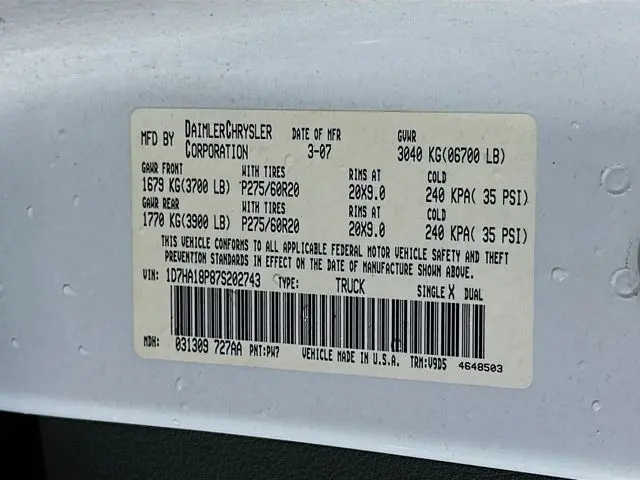 MFD BY DAIMLERCHRYSLER CORPORATION DATE OF MFR 3-07 GVWR 3040 KG(06700 LB)
GAWR FRONT WITH TIRES RIMS AT COLD
1679 KG(3700 LB) P275/60R20 20X9.0 240 KPA( 35 PSI)
GAWR REAR WITH TIRES RIMS AT COLD
1770 KG(3900 LB) P275/60R20 20X9.0 240 KPA( 35 PSI)
THIS VEHICLE CONFORMS TO ALL APPLICABLE FEDERAL MOTOR VEHICLE SAFETY AND THEFT
PREVENTION STANDARDS IN EFFECT ON THE DATE OF MANUFACTURE SHOWN ABOVE.
VIN: 1D7HA18P87S202743 TYPE: TRUCK SINGLE X DUAL
MDH: 031309 727AA PNT:PW7 VEHICLE MADE IN U.S.A. TRM:V9D5 4648503